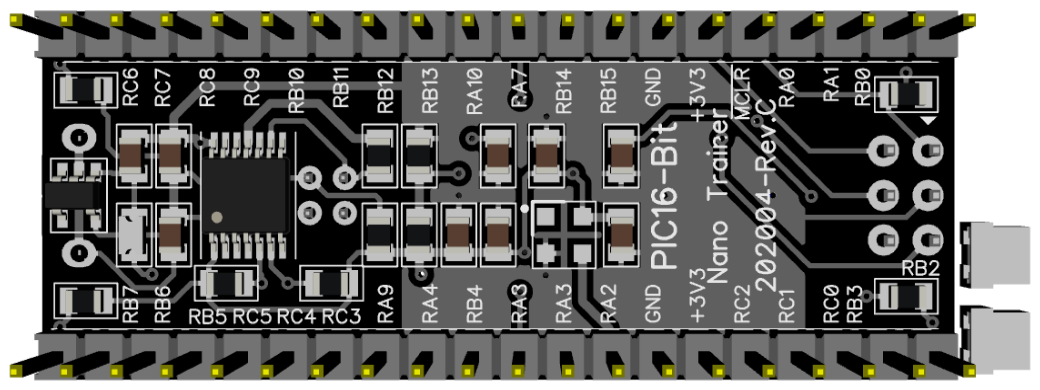 RC6
RC7
RC8
RC9
RB10
RB11
RB12
RB13
RA10
RA7
RB14
RB15
GND
+3V3
MCLR
RA0
RA1
RB0
PIC16-Bit
Nano Trainer
202004-Rev.C
RB2
RB7
RB6
RB5
RC5
RC4
RC3
RA9
RA4
RB4
RA3
RA3
RA2
GND
+3V3
RC2
RC1
RC0
RB3